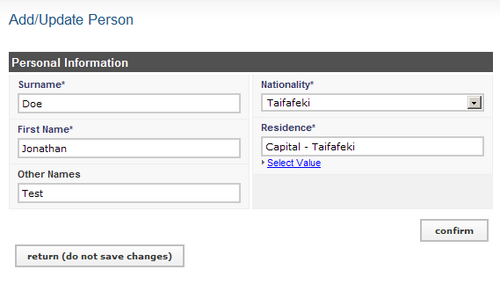 Add/Update Person
Personal Information
Surname*
Doe
First Name*
Jonathan
Other Names
Test
Nationality*
Taifafeki
Residence*
Capital - Taifafeki
Select Value
confirm
return (do not save changes)